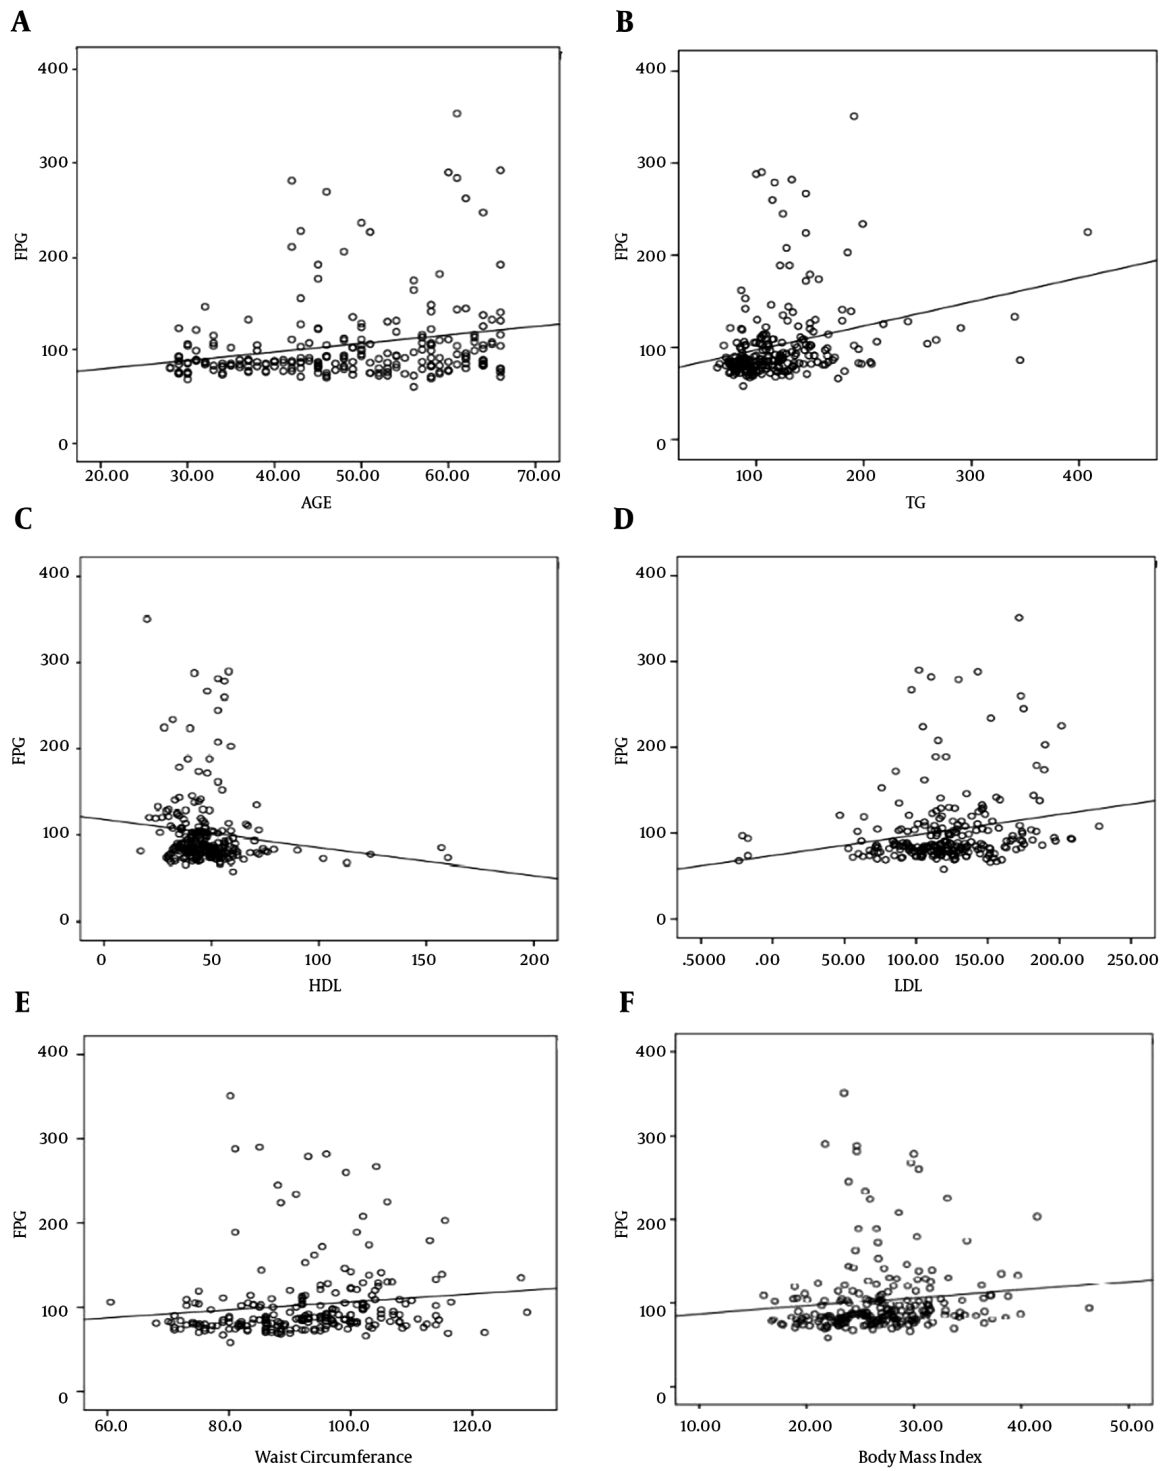 A
B
400
300
200
100
0
FPG
20.00 30.00 40.00 50.00 60.00 70.00
AGE
400
300
200
100
0
FPG
100 200 300 400
TG
C
D
400
300
200
100
0
FPG
0 50 100 150 200
HDL
400
300
200
100
0
FPG
.5000 .00 50.00 100.00 150.00 200.00 250.00
LDL
E
F
400
300
200
100
0
FPG
60.0 80.0 100.0 120.0
Waist Circumferance
400
300
200
100
0
FPG
10.00 20.00 30.00 40.00 50.00
Body Mass Index